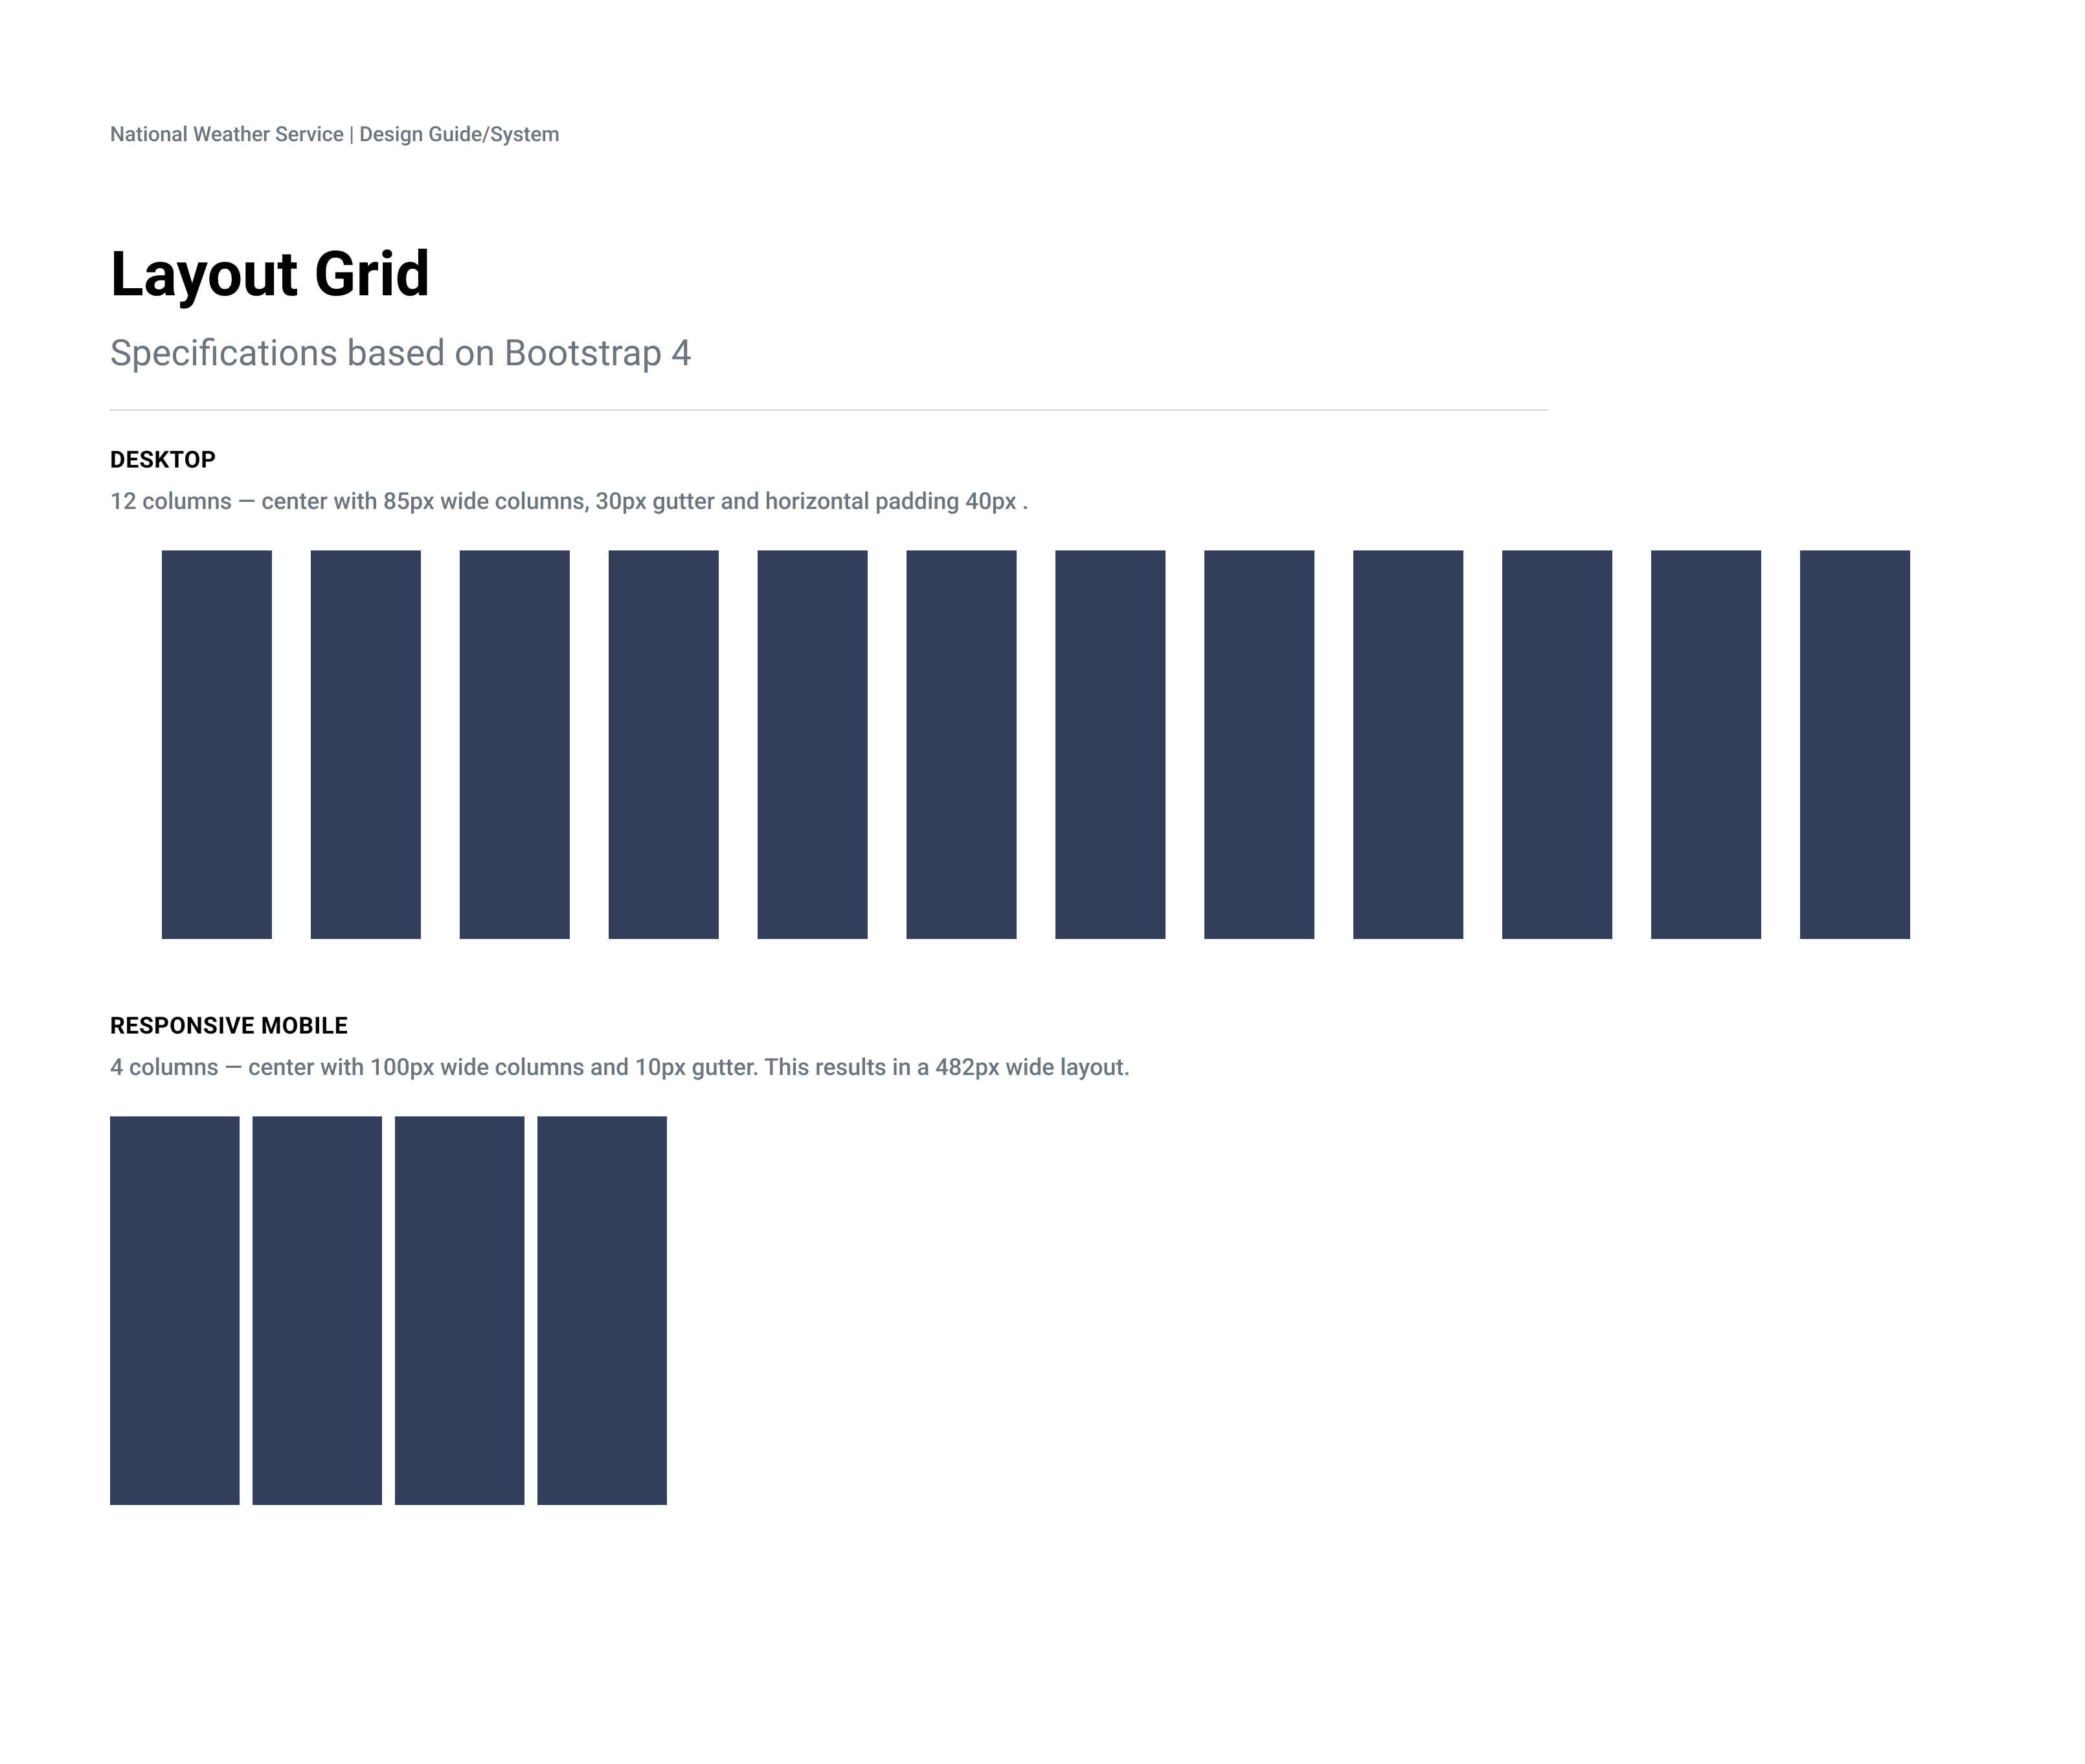 National Weather Service | Design Guide/System
Layout Grid
Specifications based on Bootstrap 4
DESKTOP
12 columns — center with 85px wide columns, 30px gutter and horizontal padding 40px .
RESPONSIVE MOBILE
4 columns — center with 100px wide columns and 10px gutter. This results in a 482px wide layout.